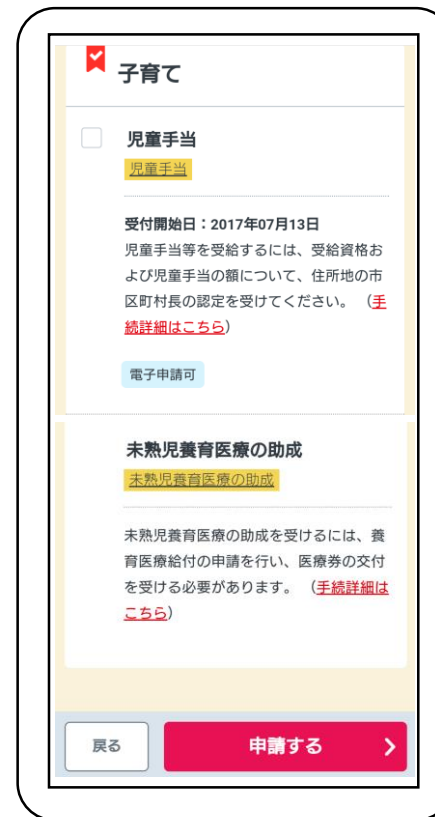 子育て
児童手当
児童手当
受付開始日：2017年07月13日
児童手当等を受給するには、受給資格お
よび児童手当の額について、住所地の市
区町村長の認定を受けてください。（手
続詳細はこちら）
電子申請可
未熟児養育医療の助成
未熟児養育医療の助成
未熟児養育医療の助成を受けるには、養
育医療給付の申請を行い、医療券の交付
を受ける必要があります。（手続詳細は
こちら）
戻る
申請する